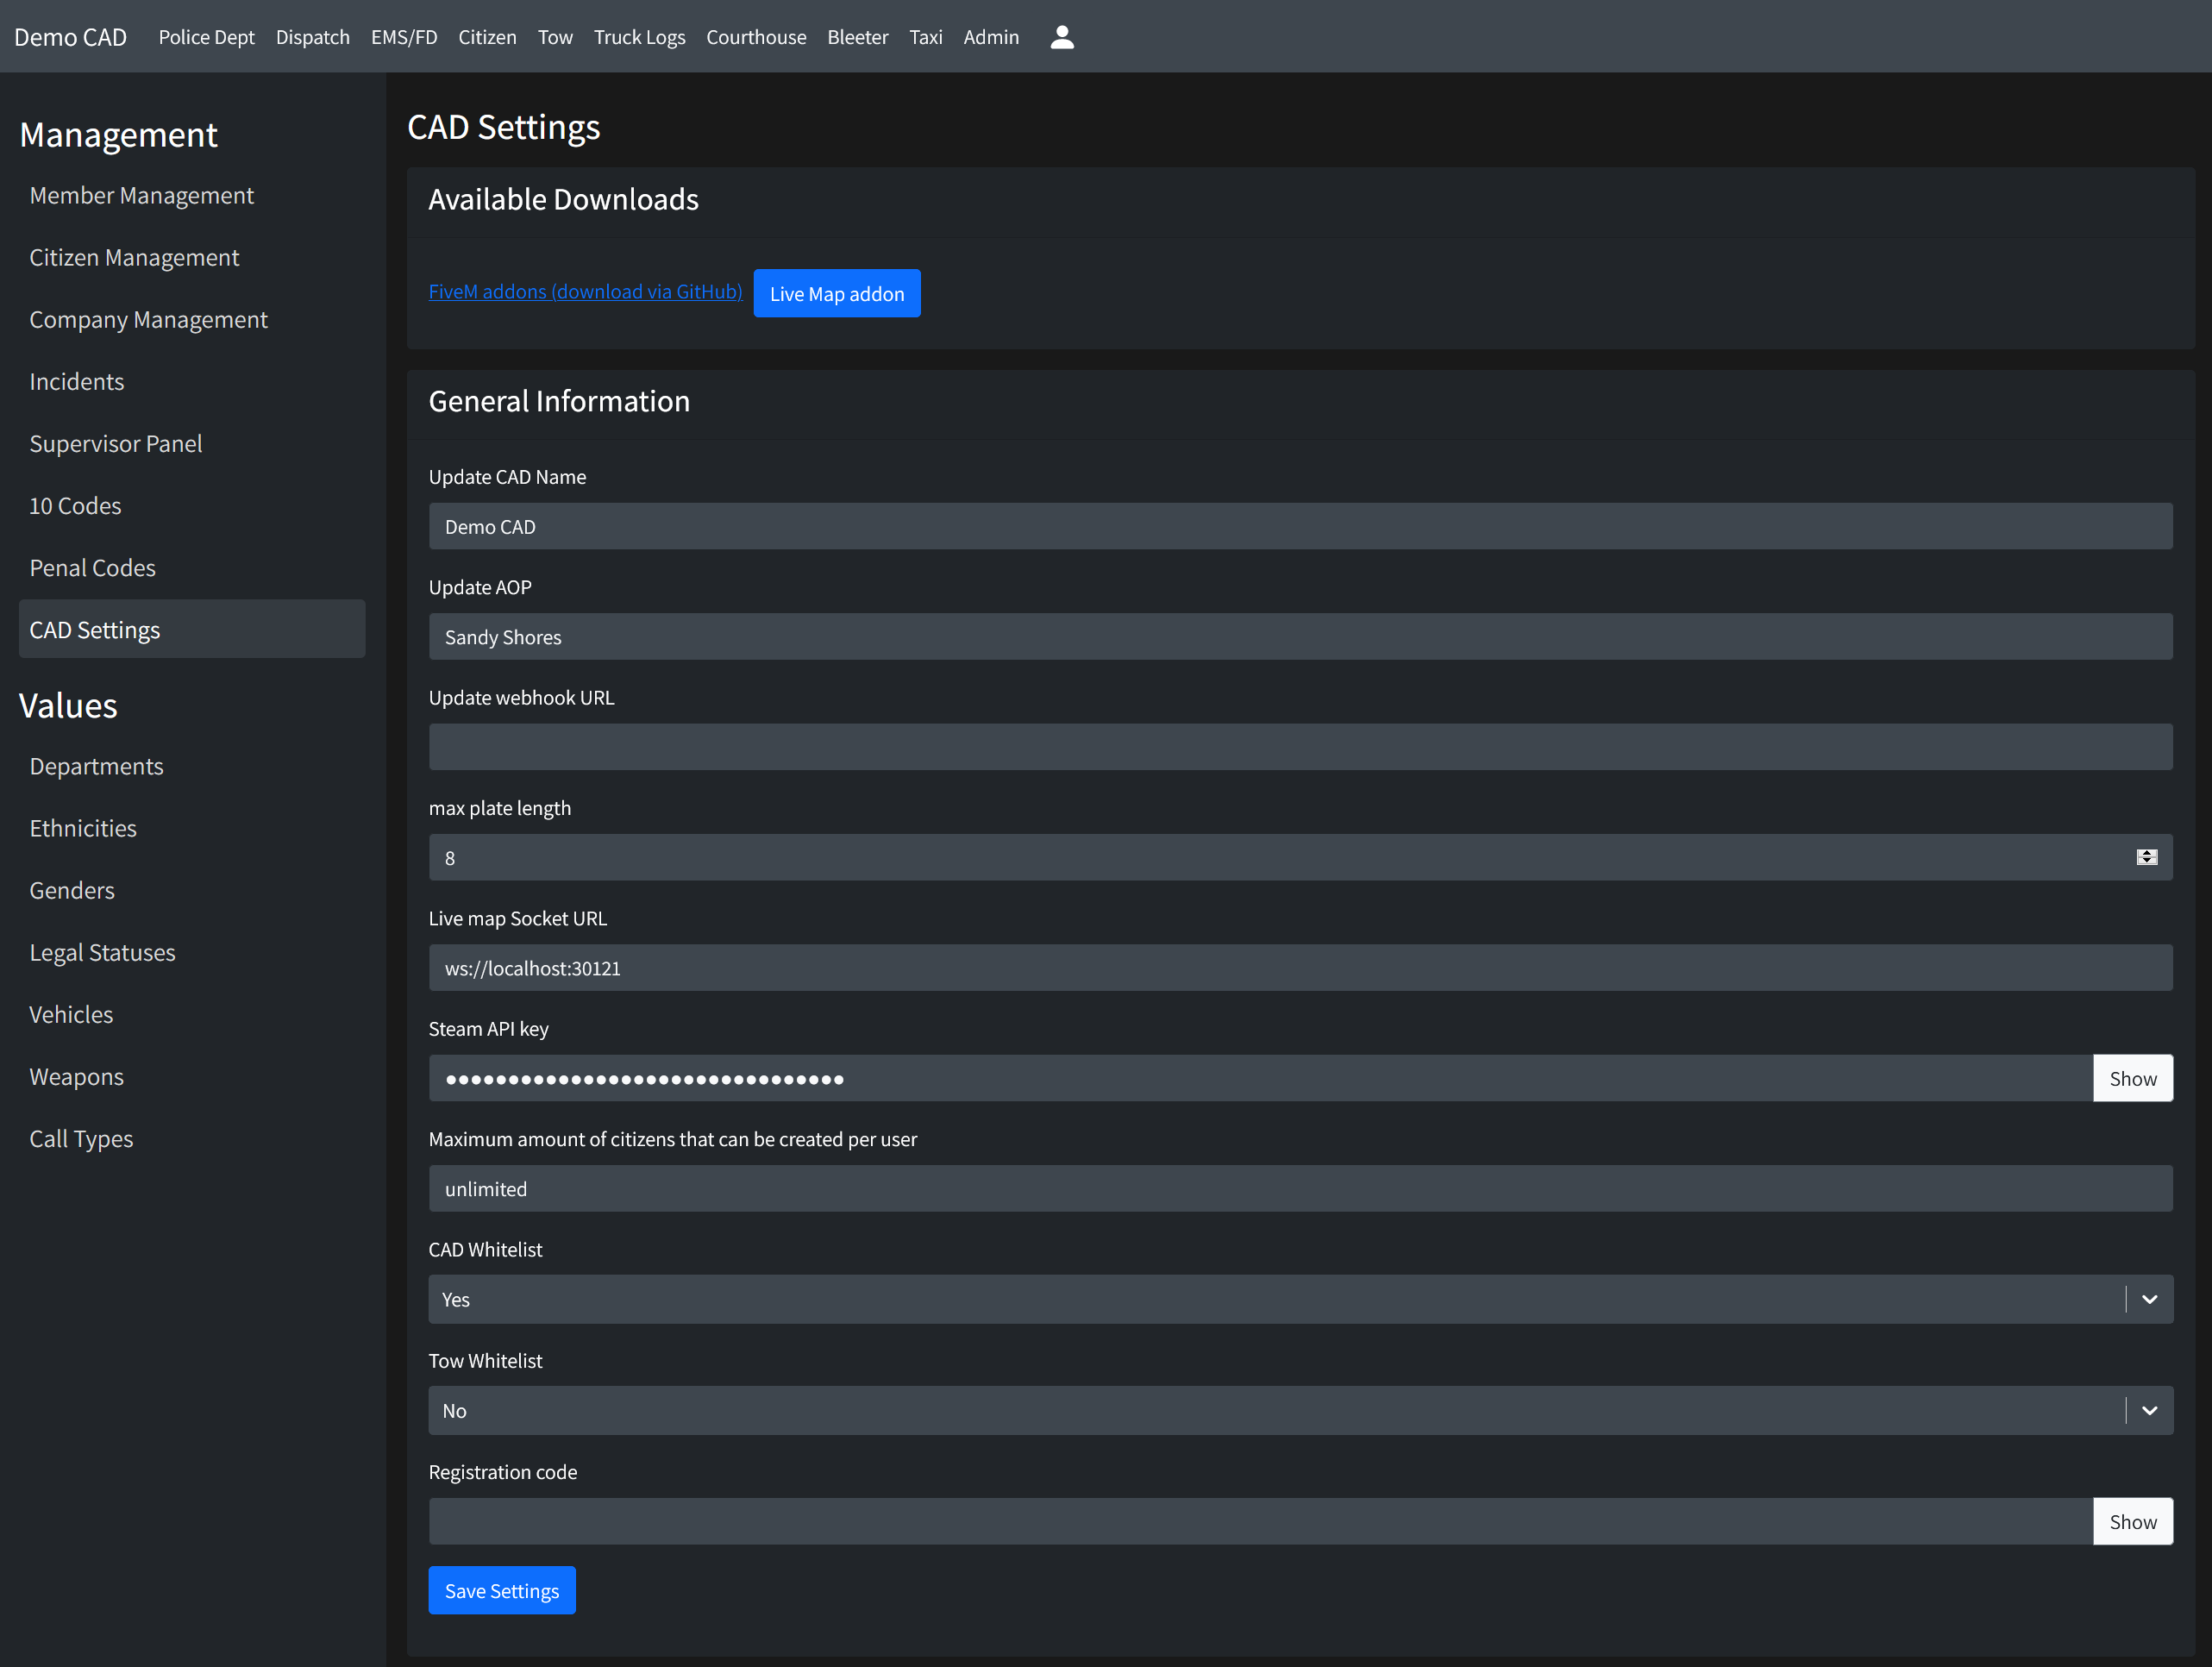 Demo CAD Police Dept Dispatch EMS/FD Citizen Tow Truck Logs Courthouse Bleeter Taxi Admin
Management
Member Management
Citizen Management
Company Management
Incidents
Supervisor Panel
10 Codes
Penal Codes
CAD Settings
Values
Departments
Ethnicities
Genders
Legal Statuses
Vehicles
Weapons
Call Types
CAD Settings
Available Downloads
FiveM addons (download via GitHub) Live Map addon
General Information
Update CAD Name
Demo CAD
Update AOP
Sandy Shores
Update webhook URL
max plate length
8
Live map Socket URL
ws://localhost:30121
Steam API key
Show
Maximum amount of citizens that can be created per user
unlimited
CAD Whitelist
Yes
Tow Whitelist
No
Registration code
Show
Save Settings